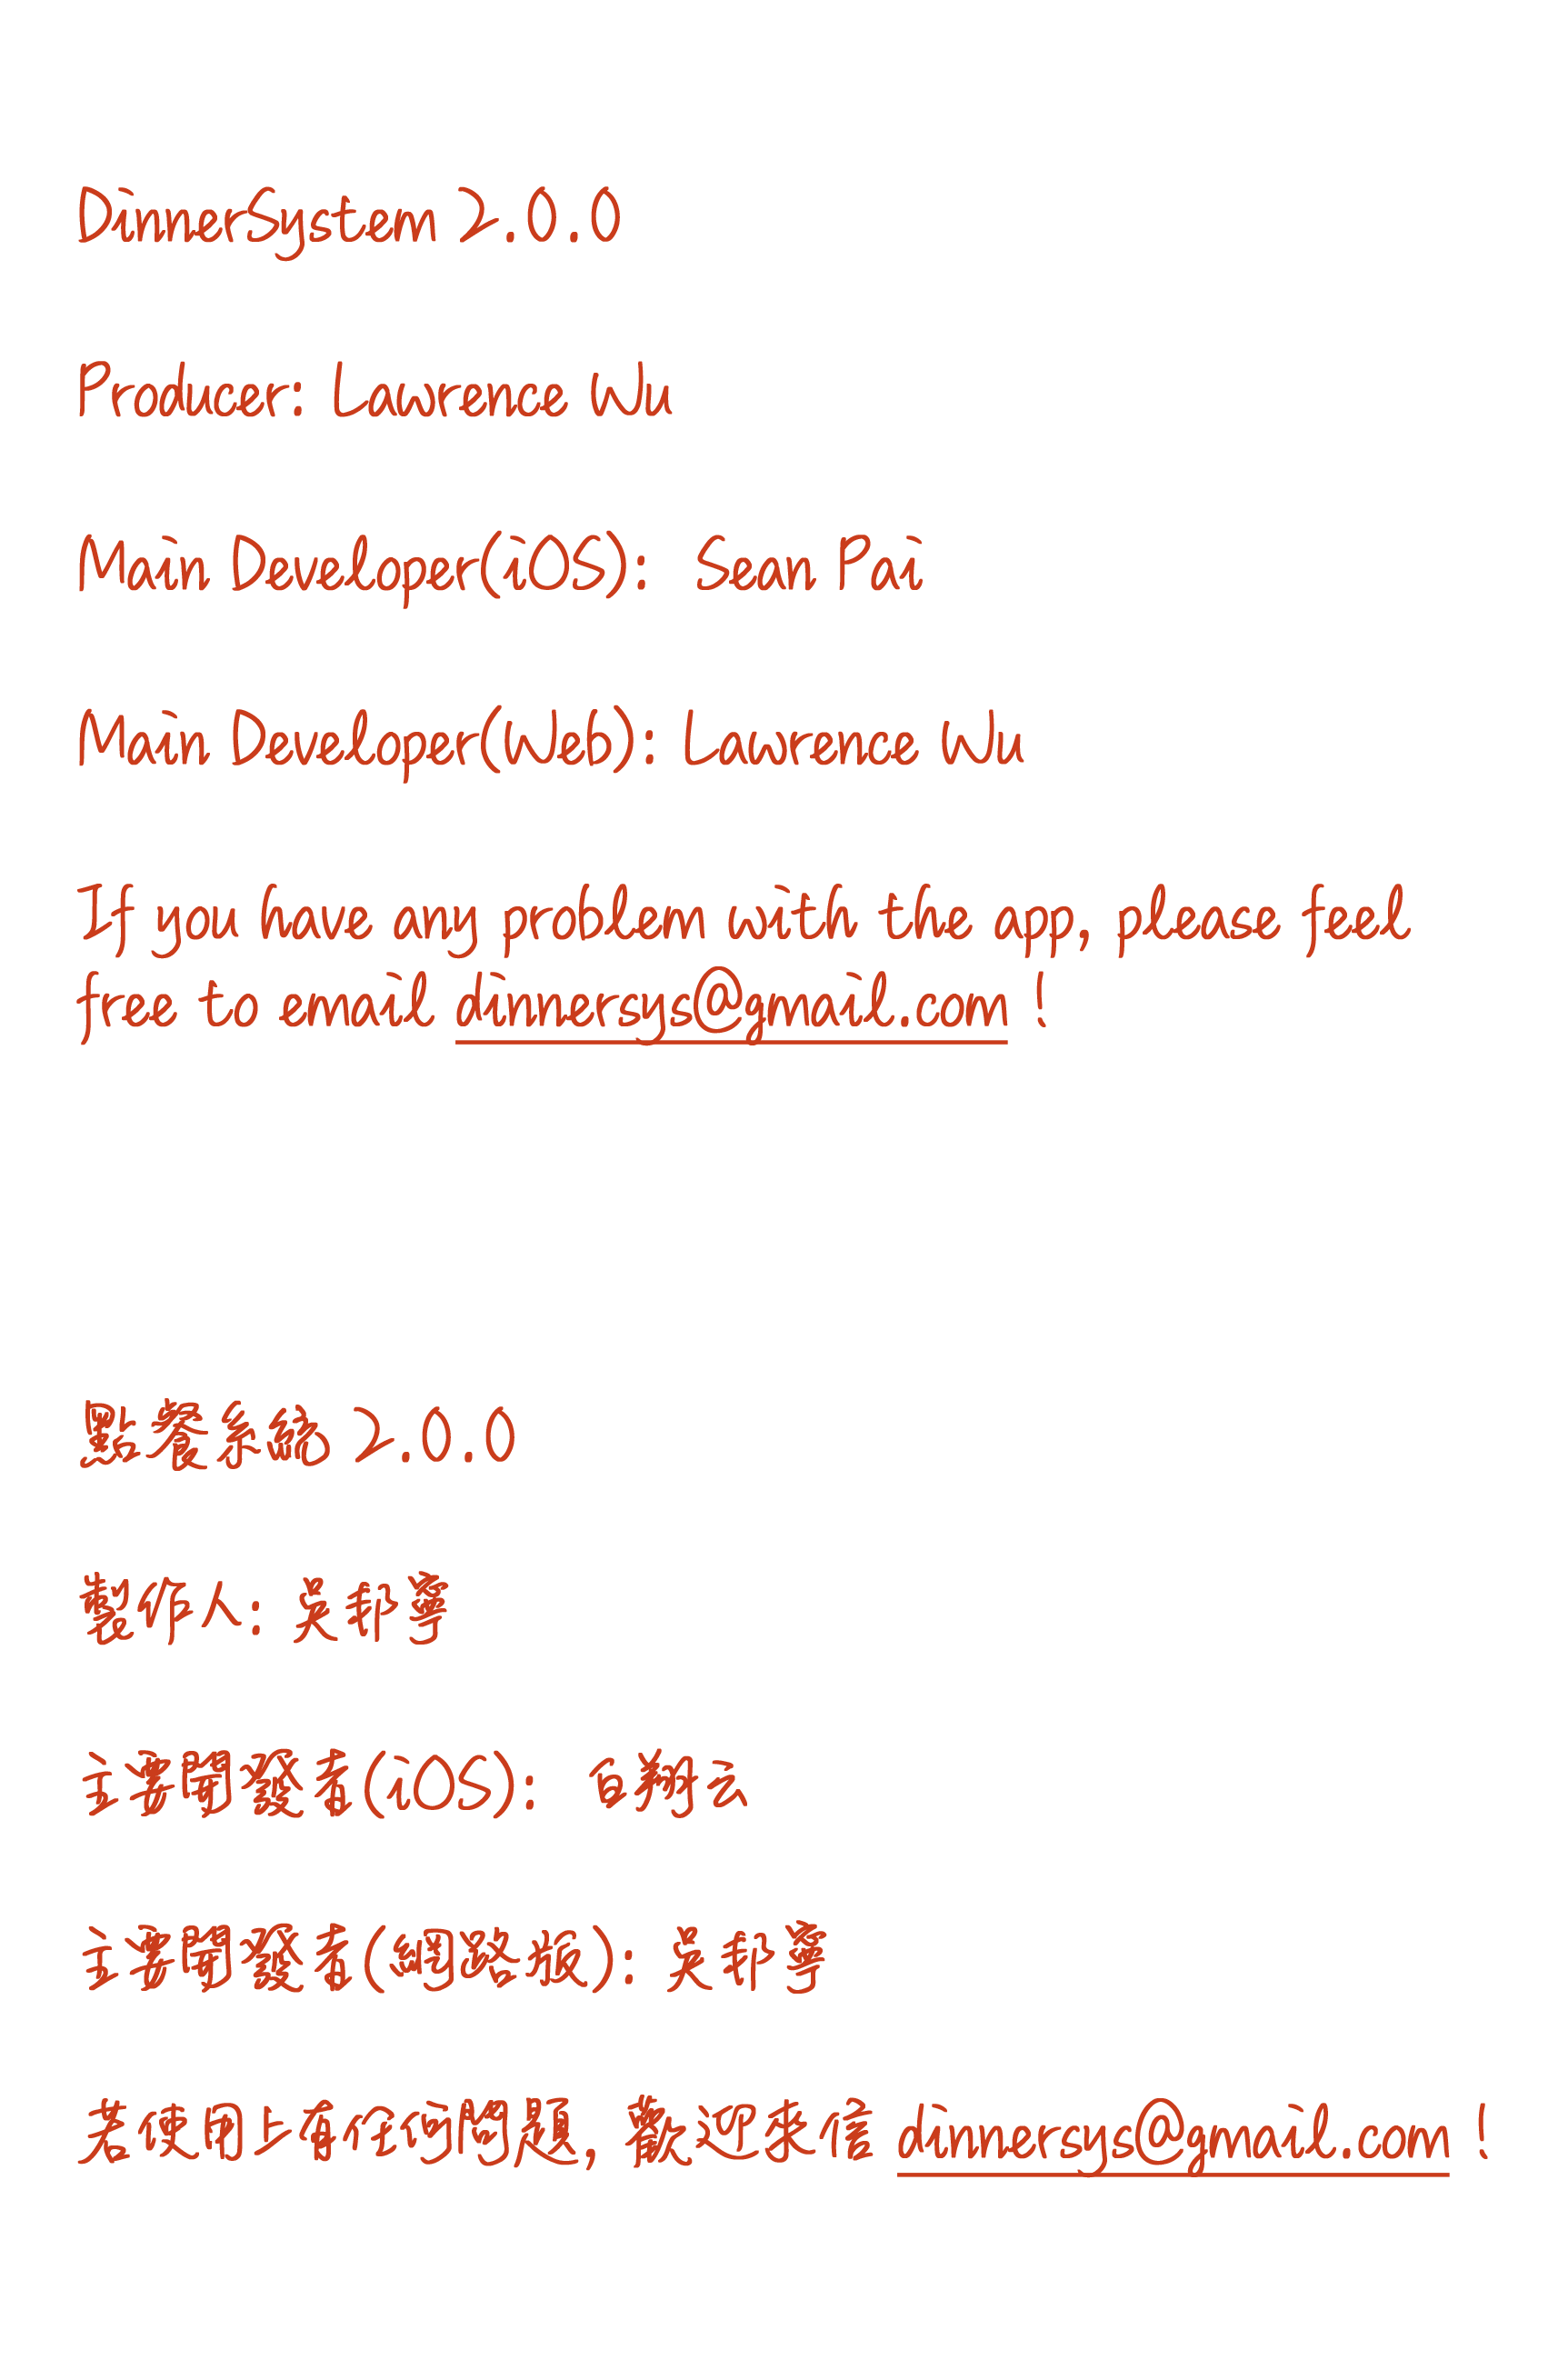 DinnerSystem 2.0.0
Producer: Lawrence Wu
Main Developer(iOS): Sean Pai
Main Developer(Web): Lawrence Wu
If you have any problem with the app, please feel
free to email dinnersys@gmail.com !
點餐系統 2.0.0
製作人: 吳邦寧
主要開發者(iOS): 白翔云
主要開發者(網路版): 吳邦寧
若使用上有任何問題, 歡迎來信 dinnersys@gmail.com !